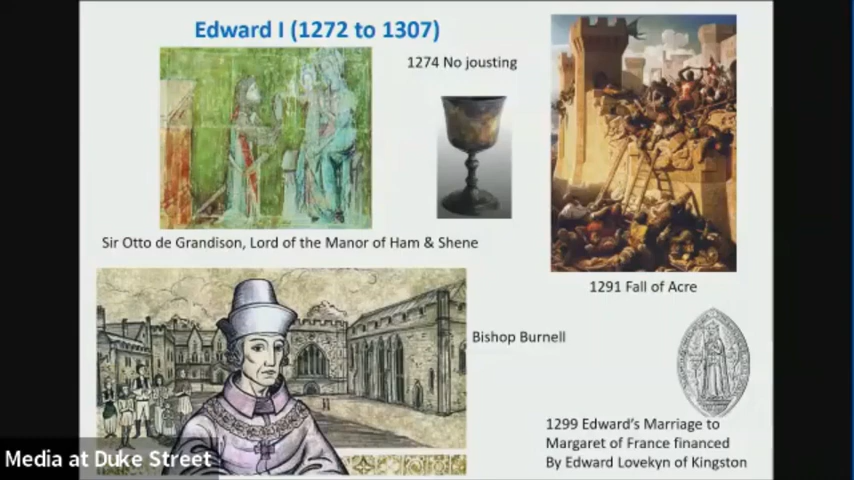 Edward I (1272 to 1307)
1274 No jousting
Sir Otto de Grandison, Lord of the Manor of Ham & Shene
1291 Fall of Acre
Bishop Burnell
1299 Edward's Marriage to
Margaret of France financed
By Edward Lovekyn of Kingston
Media at Duke Street